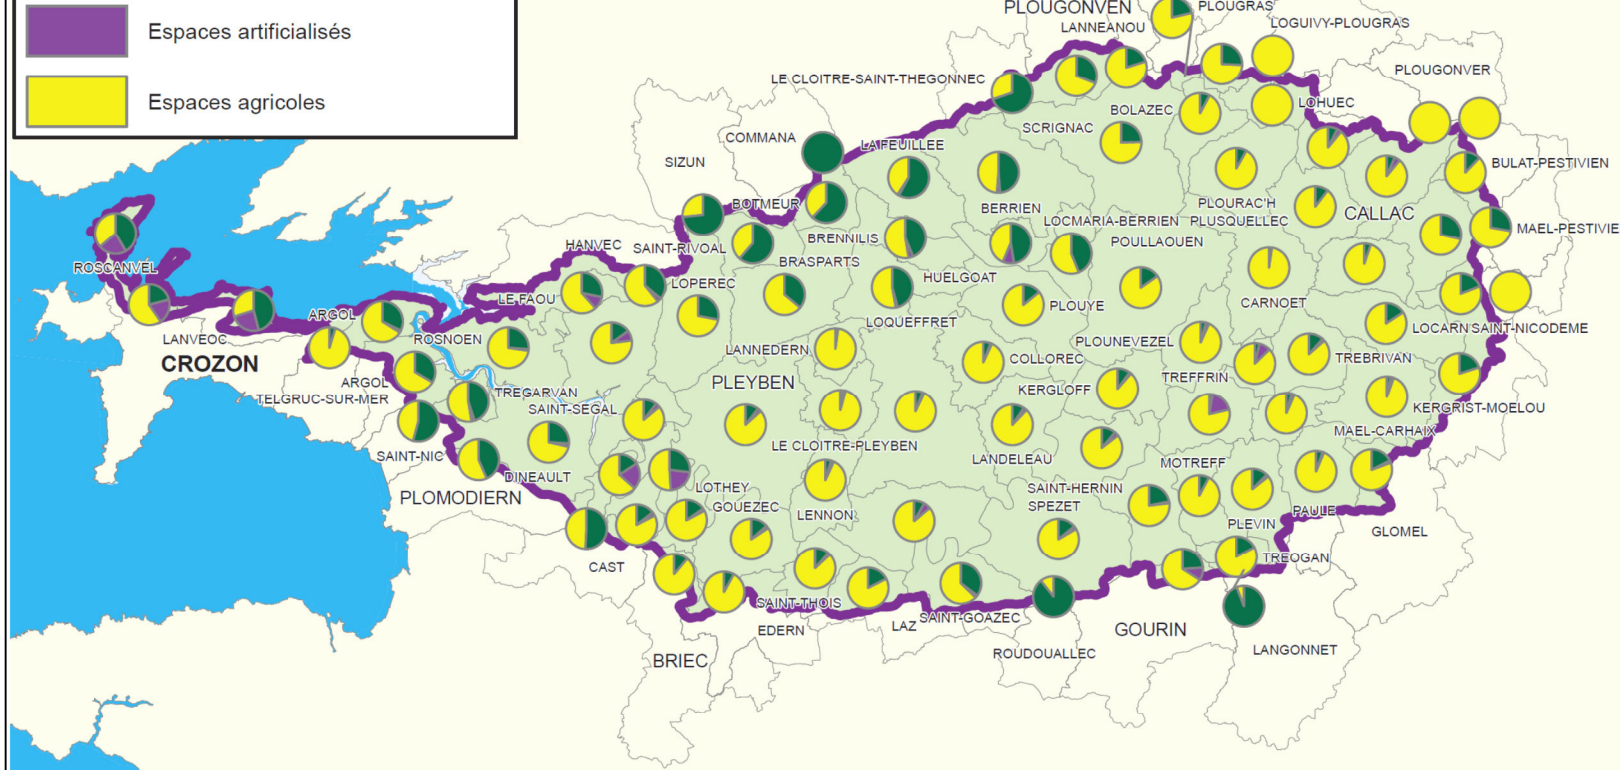 Espaces artificialisés
Espaces agricoles
PLOUGONVEN
PLOUGRAS
LANNEANOU
LOGUIVY-PLOUGRAS
LE CLOITRE-SAINT-THEGONNEC
PLOUGONVER
BOLAZEC
LOHUEC
SCRIGNAC
COMMANA
LA FEUILLEE
SIZUN
BULAT-PESTIVIEN
BOTMEUR
BERRIEN
PLOURAC'H
PLUSQUELLEC
CALLAC
LOCMARIA-BERRIEN
MAEL-PESTIVIE
HANVEC
SAINT-RIVOAL
BRENNILIS
POULLAOUEN
ROSCANVEL
BRASPARTS
HUELGOAT
LOPEREC
LE FAOU
CARNOET
PLOUYE
ARGOL
LOQUEFFRET
LOCARN
SAINT-NICODEME
LANVEOC
ROSNOEN
LANNEDERN
PLOUNEVEZEL
CROZON
COLLOREC
TREBRIVAN
TREFFRIN
ARGOL
PLEYBEN
KERGLOFF
TELGRUC-SUR-MER
TREGARVAN
SAINT-SEGAL
KERGRIST-MOELOU
MAEL-CARHAIX
LE CLOITRE-PLEYBEN
SAINT-NIC
LANDELEAU
MOTREFF
DINEAULT
PLOMODIERN
LOTHEY
SAINT-HERNIN
GOUEZEC
SPEZET
LENNON
PAULE
PLEVIN
GLOMEL
TREOGAN
CAST
SAINT-THOIS
SAINT-GOAZEC
EDERN
LAZ
GOURIN
ROUDOUALLEC
LANGONNET
BRIEC